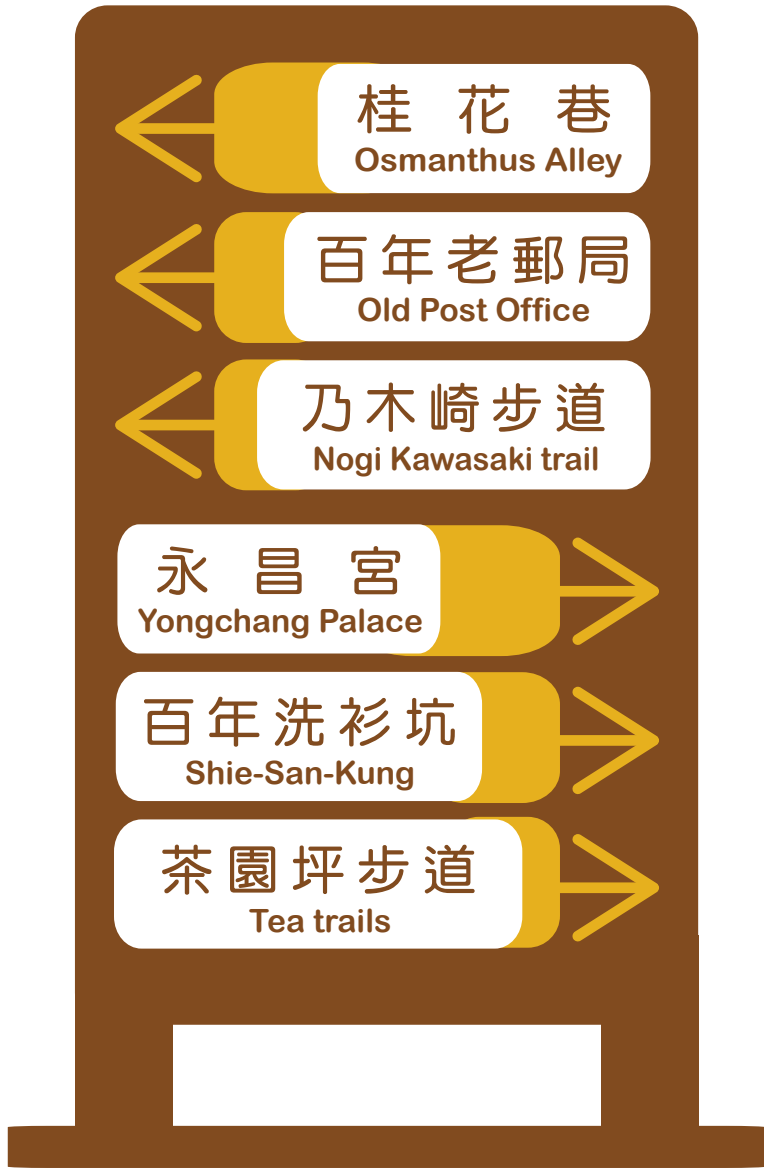 桂花巷
Osmanthus Alley
百年老郵局
Old Post Office
乃木崎步道
Nogi Kawasaki trail
永昌宮
Yongchang Palace
百年洗衫坑
Shie-San-Kung
茶園坪步道
Tea trails